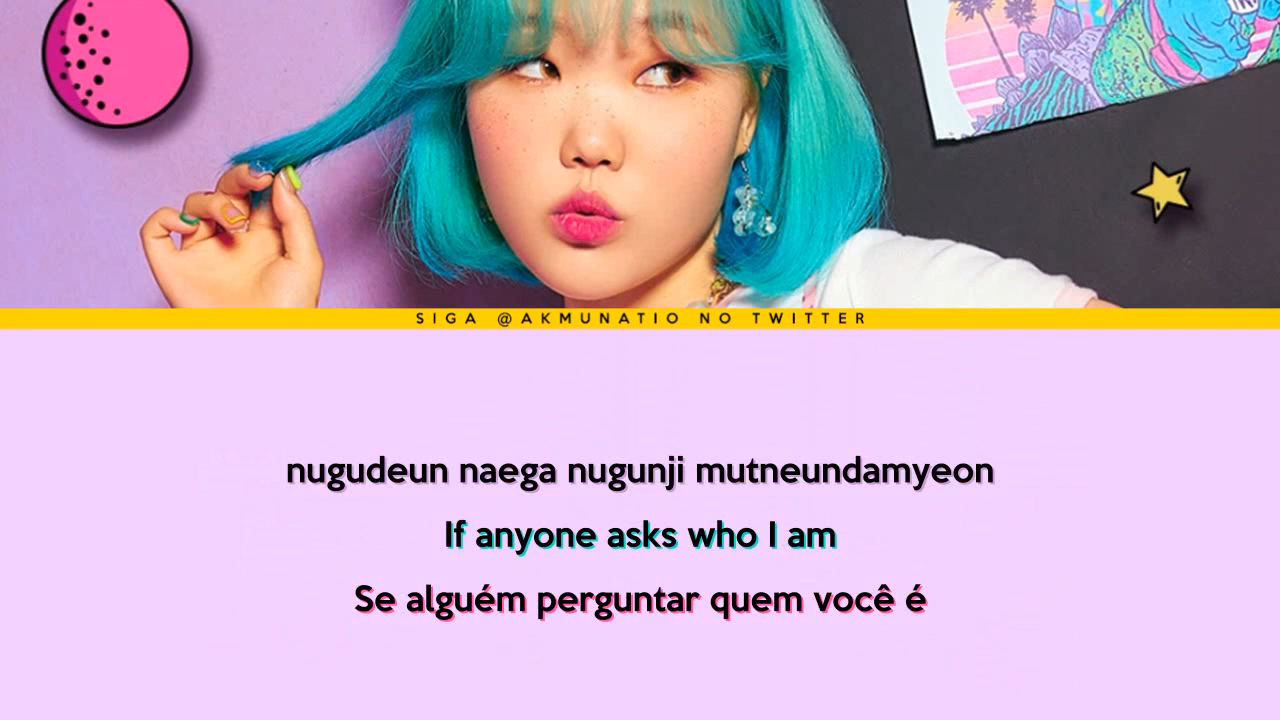 SIGA @AKMUNATIO NO TWITTER
nugudeun naega nugunji mutneundamyeon
If anyone asks who I am
Se alguém perguntar quem você é